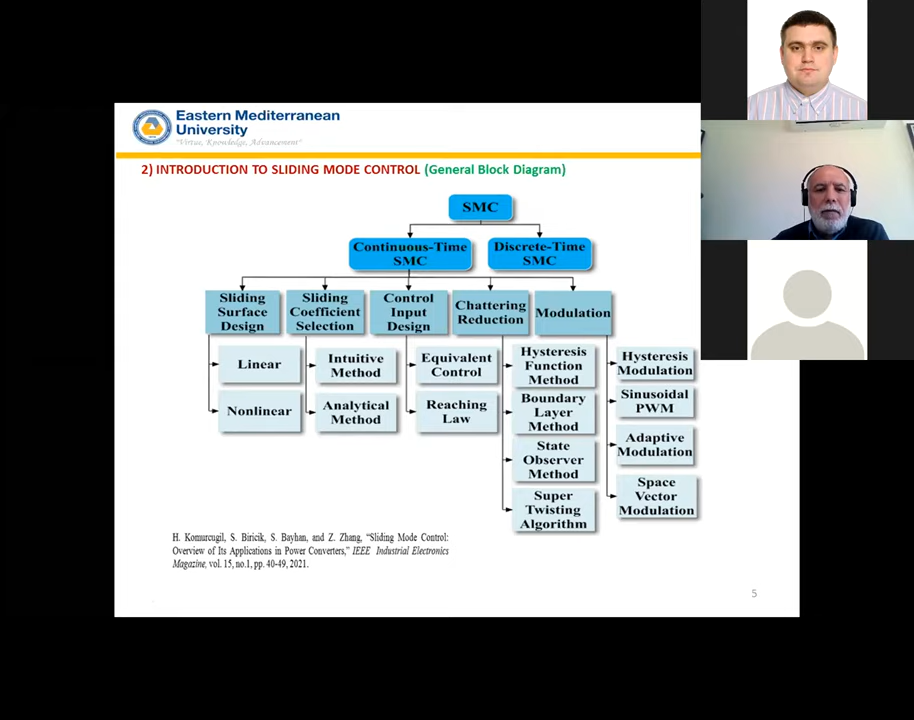 Eastern Mediterranean
University
"Virtue, Knowledge, Advancement"
2) INTRODUCTION TO SLIDING MODE CONTROL (General Block Diagram)
SMC
Continuous-Time
SMC
Discrete-Time
SMC
Sliding
Surface
Design
Sliding
Coefficient
Selection
Control
Input
Design
Chattering
Reduction
Modulation
Linear
Nonlinear
Intuitive
Method
Analytical
Method
Equivalent
Control
Reaching
Law
Hysteresis
Function
Method
Boundary
Layer
Method
State
Observer
Method
Super
Twisting
Algorithm
Hysteresis
Modulation
Sinusoidal
PWM
Adaptive
Modulation
Space
Vector
Modulation
H. Komurcugil, S. Biricik, S. Bayhan, and Z. Zhang, "Sliding Mode Control:
Overview of Its Applications in Power Converters," IEEE Industrial Electronics
Magazine, vol. 15, no.1, pp. 40-49, 2021.
5